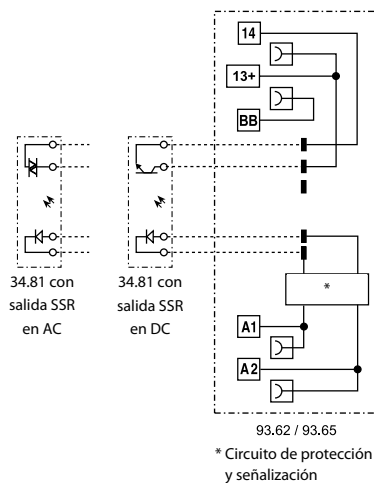 14
13+
BB
*
A1
A2
34.81 con
salida SSR
en AC
34.81 con
salida SSR
en DC
93.62 / 93.65
* Circuito de protección
y señalización